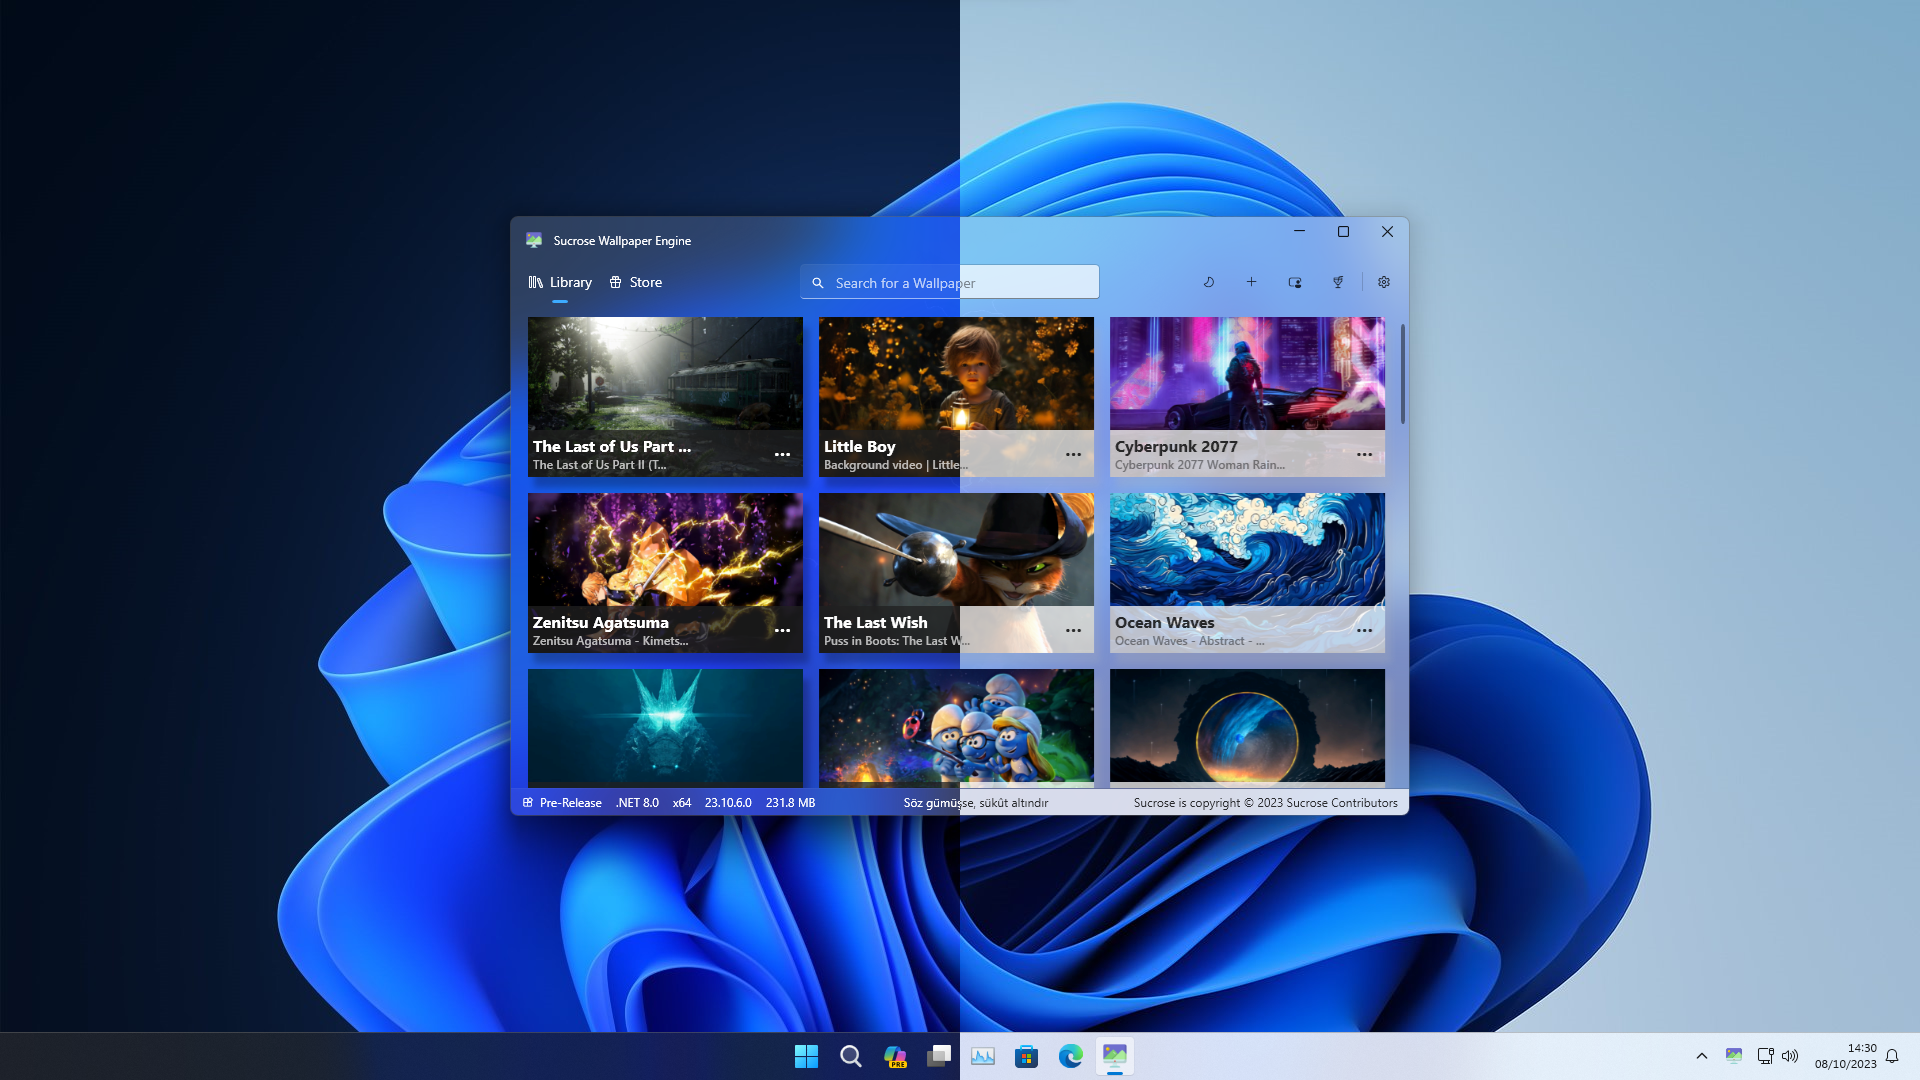 Sucrose Wallpaper Engine
Library
Store
Search for a Wallpaper
The Last of Us Part ...
The Last of Us Part II (T...
Little Boy
Background video | Little...
Cyberpunk 2077
Cyberpunk 2077 Woman Rain...
Zenitsu Agatsuma
Zenitsu Agatsuma - Kimets...
The Last Wish
Puss in Boots: The Last W...
Ocean Waves
Ocean Waves - Abstract - ...
Pre-Release .NET 8.0 x64 23.10.6.0 231.8 MB
Söz gümüşse, sükût altındır
Sucrose is copyright © 2023 Sucrose Contributors
PRE
14:30
08/10/2023